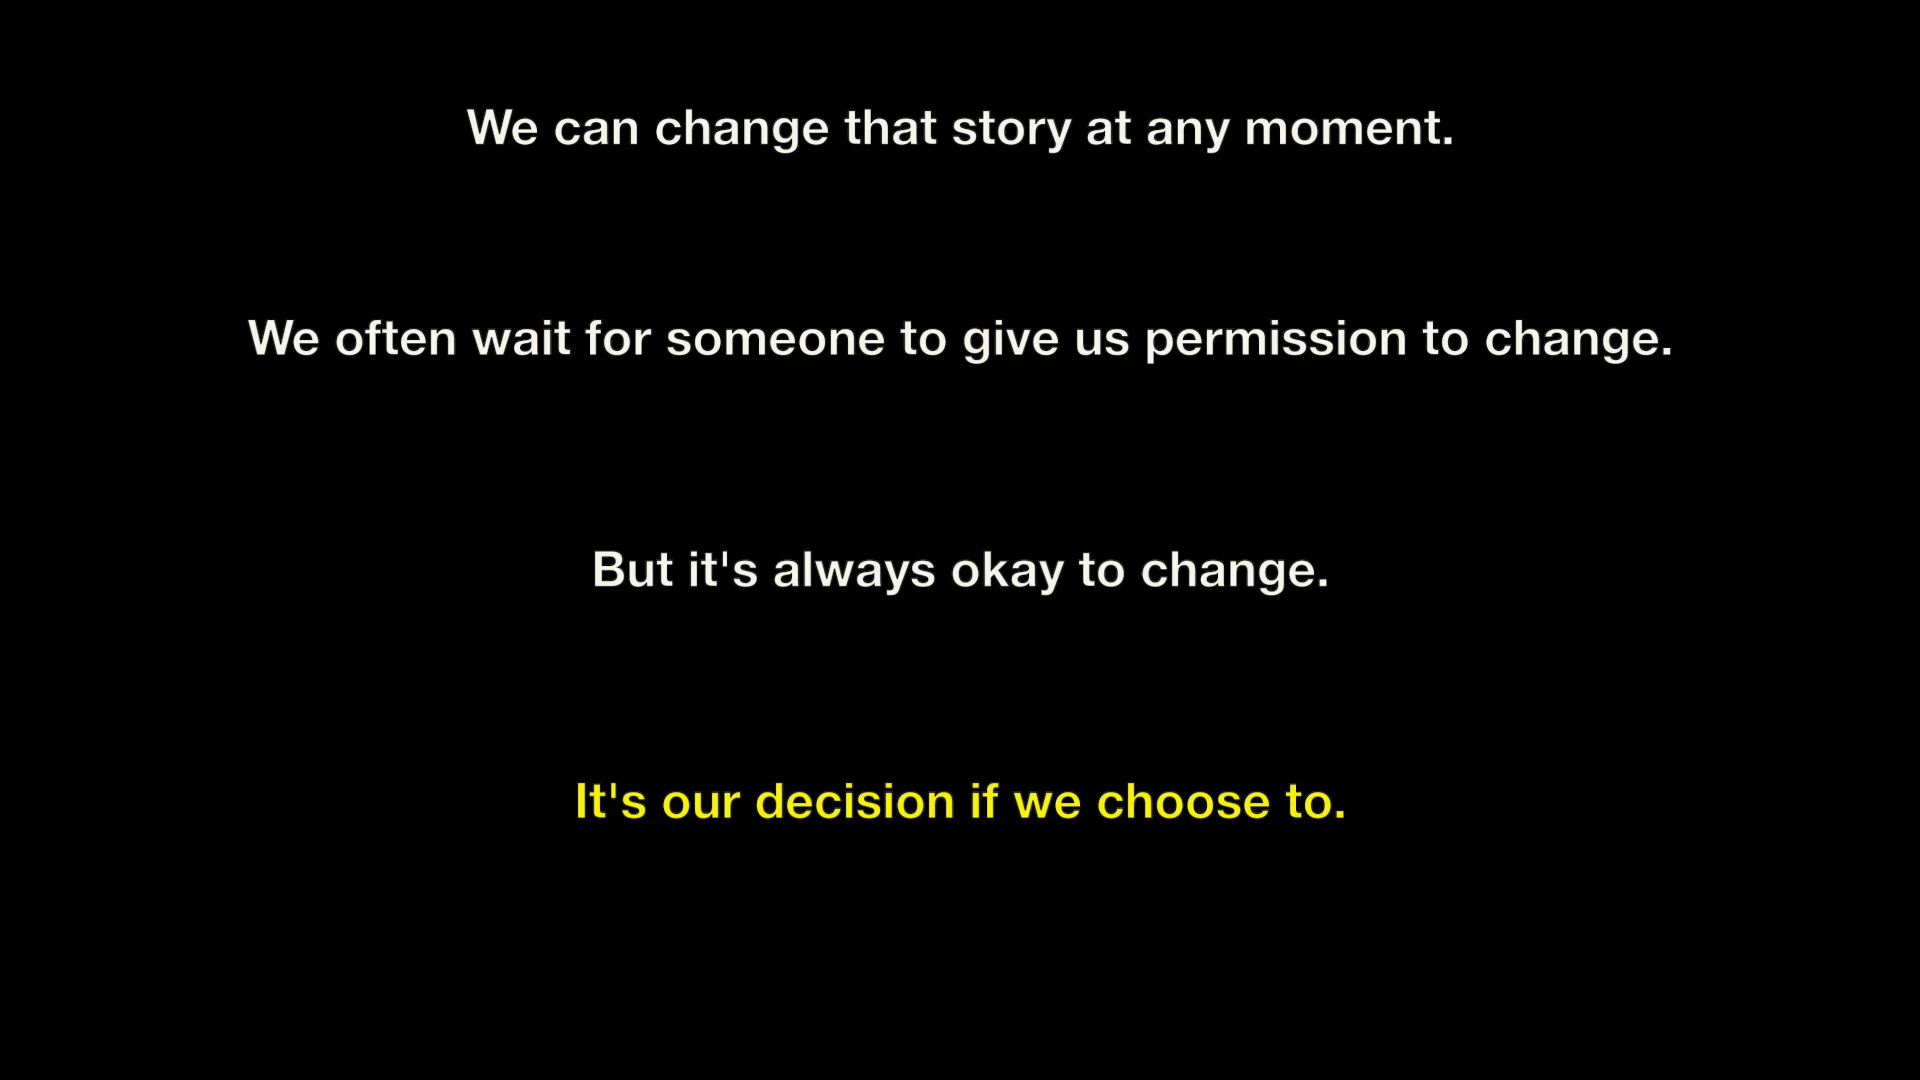 We can change that story at any moment.
We often wait for someone to give us permission to change.
But it's always okay to change.
It's our decision if we choose to.